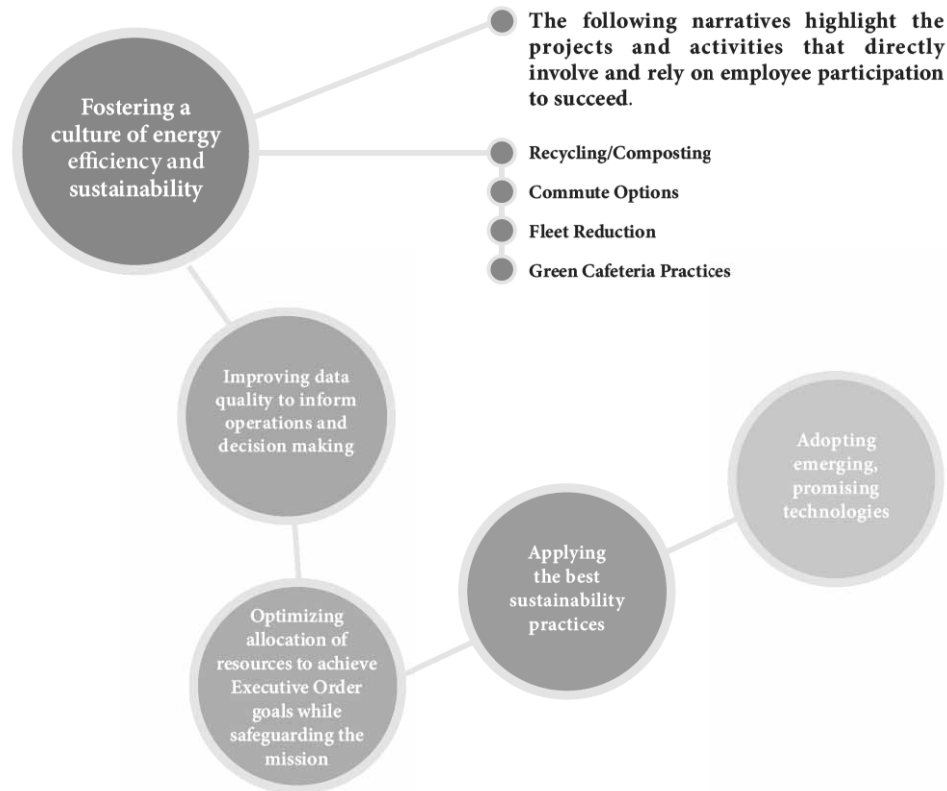 The following narratives highlight the
projects and activities that directly
involve and rely on employee participation
to succeed.
Fostering a
culture of energy
efficiency and
sustainability
Recycling/Composting
Commute Options
Fleet Reduction
Green Cafeteria Practices
Improving data
quality to inform
operations and
decision making
Optimizing
allocation of
resources to achieve
Executive Order
goals while
safeguarding the
mission
Applying
the best
sustainability
practices
Adopting
emerging,
promising
technologies